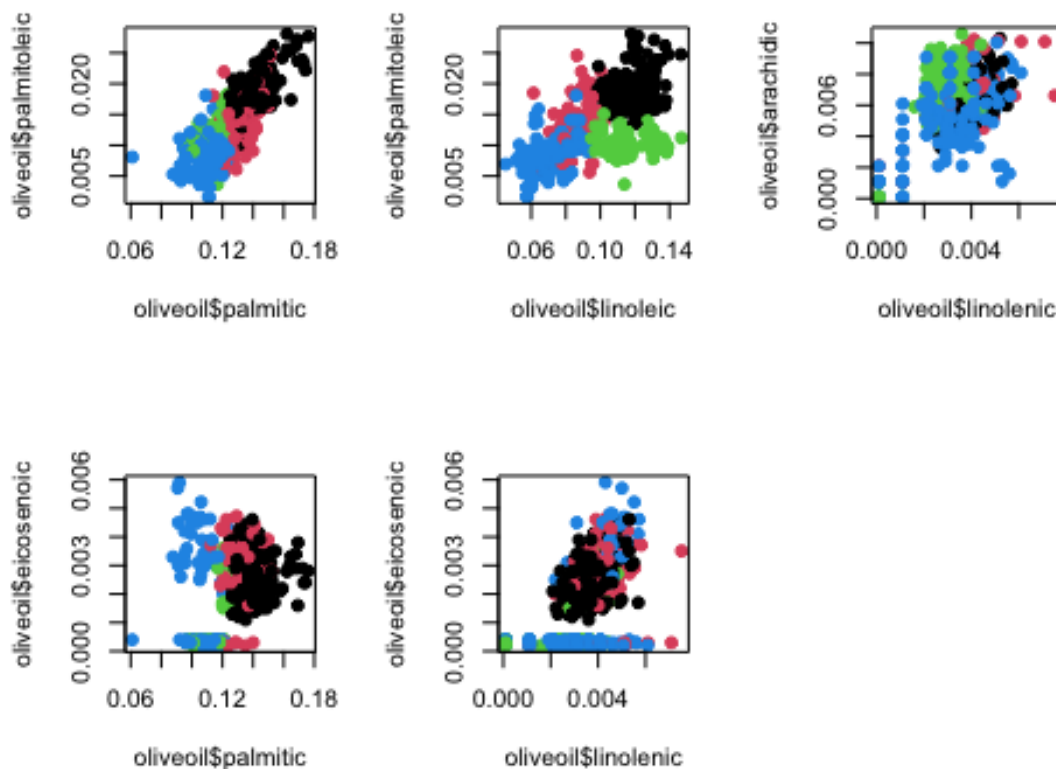 oliveoil$palmitoleic
0.020
0.005
0.06
0.12
0.18
oliveoil$palmitic
oliveoil$palmitoleic
0.020
0.005
0.06
0.10
0.14
oliveoil$linoleic
oliveoil$arachidic
0.006
0.000
0.000
0.004
oliveoil$linolenic
oliveoil$eicosenoic
0.006
0.003
0.000
0.06
0.12
0.18
oliveoil$palmitic
oliveoil$eicosenoic
0.006
0.003
0.000
0.000
0.004
oliveoil$linolenic